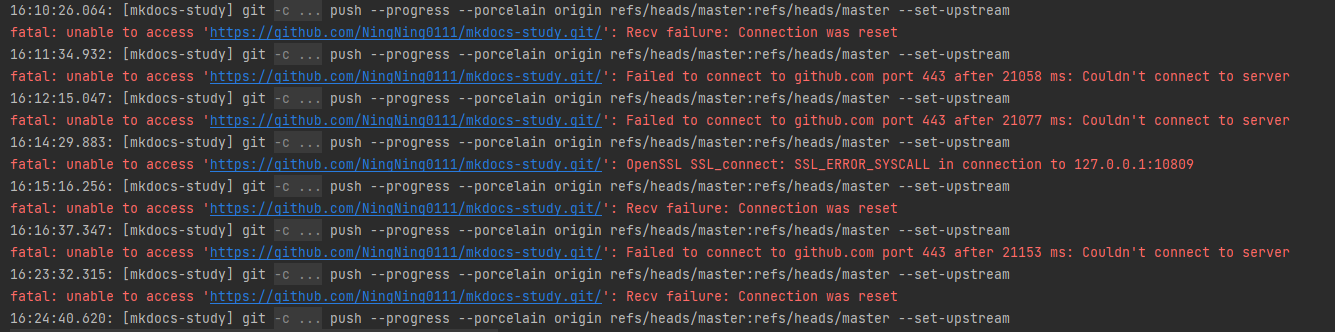 16:10:26.064: [mkdocs-study] git -c ... push --progress --porcelain origin refs/heads/master:refs/heads/master --set-upstream
fatal: unable to access 'https://github.com/NingNing0111/mkdocs-study.git/': Recv failure: Connection was reset
16:11:34.932: [mkdocs-study] git -c ... push --progress --porcelain origin refs/heads/master:refs/heads/master --set-upstream
fatal: unable to access 'https://github.com/NingNing0111/mkdocs-study.git/': Failed to connect to github.com port 443 after 21058 ms: Couldn't connect to server
16:12:15.047: [mkdocs-study] git -c ... push --progress --porcelain origin refs/heads/master:refs/heads/master --set-upstream
fatal: unable to access 'https://github.com/NingNing0111/mkdocs-study.git/': Failed to connect to github.com port 443 after 21077 ms: Couldn't connect to server
16:14:29.883: [mkdocs-study] git -c ... push --progress --porcelain origin refs/heads/master:refs/heads/master --set-upstream
fatal: unable to access 'https://github.com/NingNing0111/mkdocs-study.git/': OpenSSL SSL_connect: SSL_ERROR_SYSCALL in connection to 127.0.0.1:10809
16:15:16.256: [mkdocs-study] git -c ... push --progress --porcelain origin refs/heads/master:refs/heads/master --set-upstream
fatal: unable to access 'https://github.com/NingNing0111/mkdocs-study.git/': Recv failure: Connection was reset
16:16:37.347: [mkdocs-study] git -c ... push --progress --porcelain origin refs/heads/master:refs/heads/master --set-upstream
fatal: unable to access 'https://github.com/NingNing0111/mkdocs-study.git/': Failed to connect to github.com port 443 after 21153 ms: Couldn't connect to server
16:23:32.315: [mkdocs-study] git -c ... push --progress --porcelain origin refs/heads/master:refs/heads/master --set-upstream
fatal: unable to access 'https://github.com/NingNing0111/mkdocs-study.git/': Recv failure: Connection was reset
16:24:40.620: [mkdocs-study] git -c ... push --progress --porcelain origin refs/heads/master:refs/heads/master --set-upstream